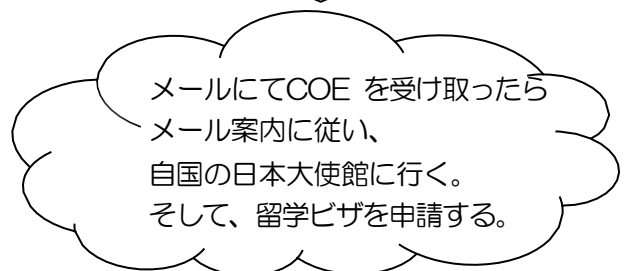 メールにてCOE を受け取ったら
メール案内に従い、
自国の日本大使館に行く。
そして、留学ビザを申請する。